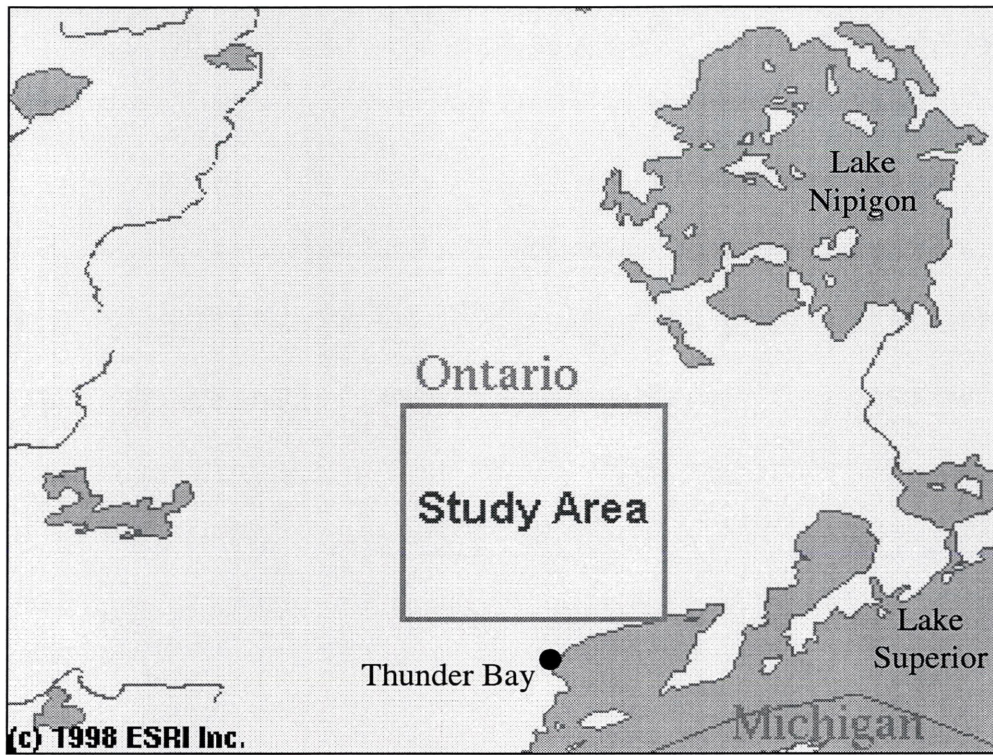 Lake
Nipigon
Ontario
Study Area
Lake
Superior
Thunder Bay
Michigan
(c) 1998 ESRI Inc.